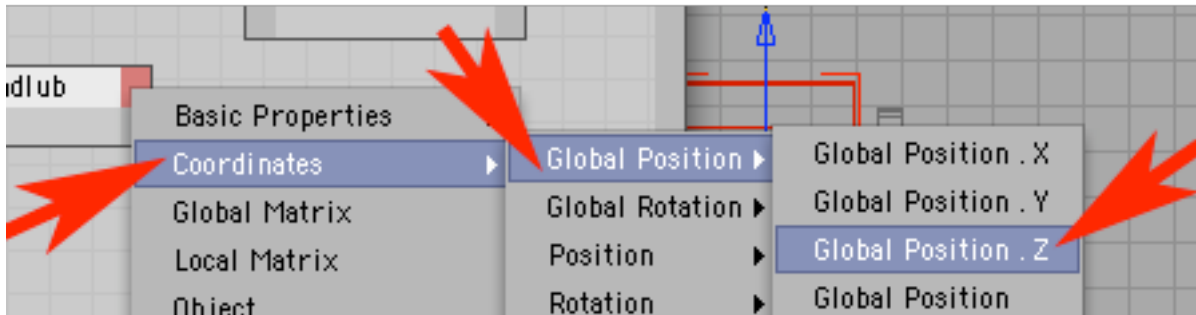 Basic Properties
Coordinates
Global Matrix
Local Matrix
Object
Global Position
Global Rotation
Position
Rotation
Global Position . X
Global Position . Y
Global Position . Z
Global Position